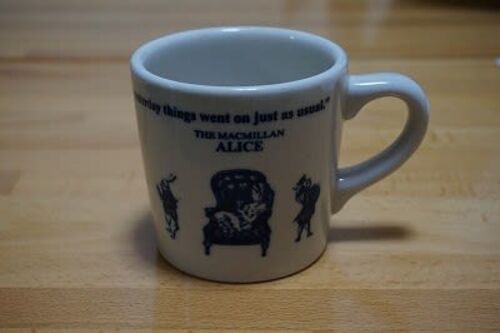 things went on just as usual."
THE MACMILLAN
ALICE